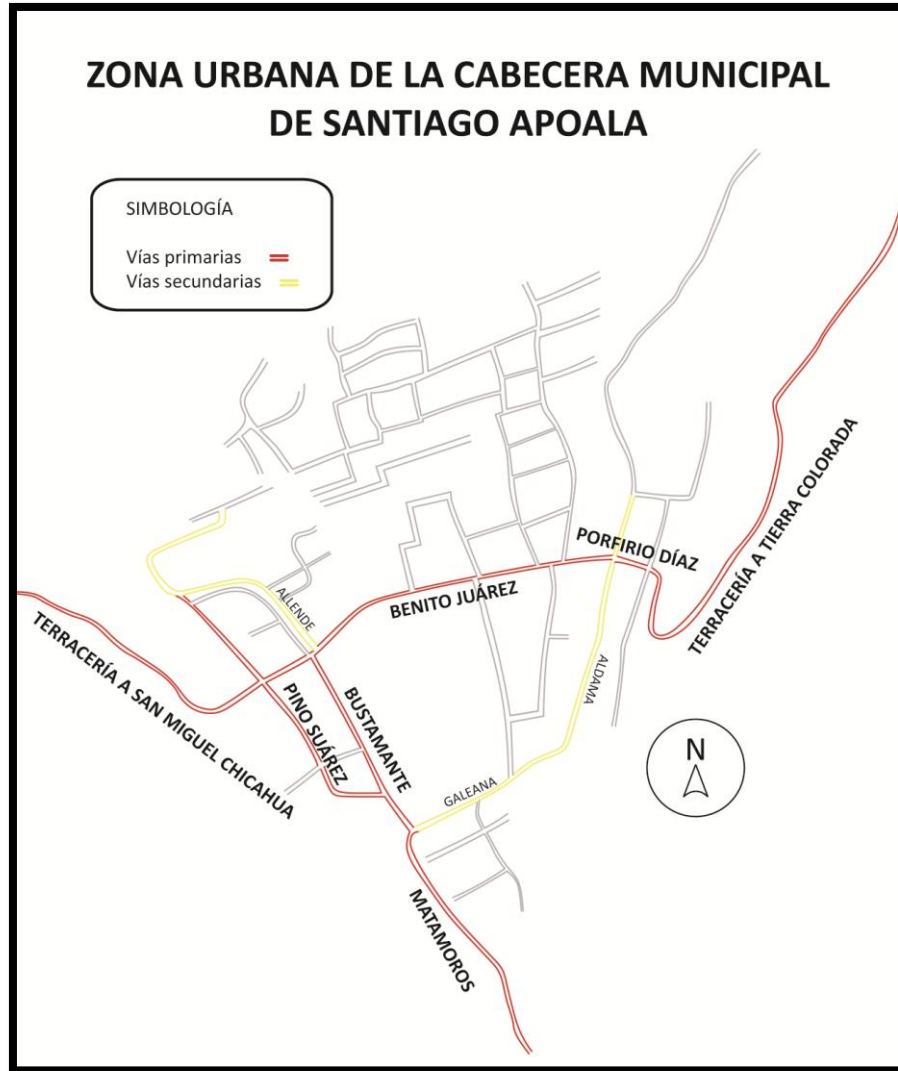 ZONA URBANA DE LA CABECERA MUNICIPAL
DE SANTIAGO APOALA
SIMBOLOGÍA
Vías primarias
Vías secundarias
PORFIRIO DÍAZ
TERRACERÍA A TIERRA COLORADA
BENITO JUÁREZ
ALLENDE
TERRACERÍA A SAN MIGUEL CHICAHUA
PINO SUÁREZ
BUSTAMANTE
ALDAMA
GALEANA
N
MATAMOROS